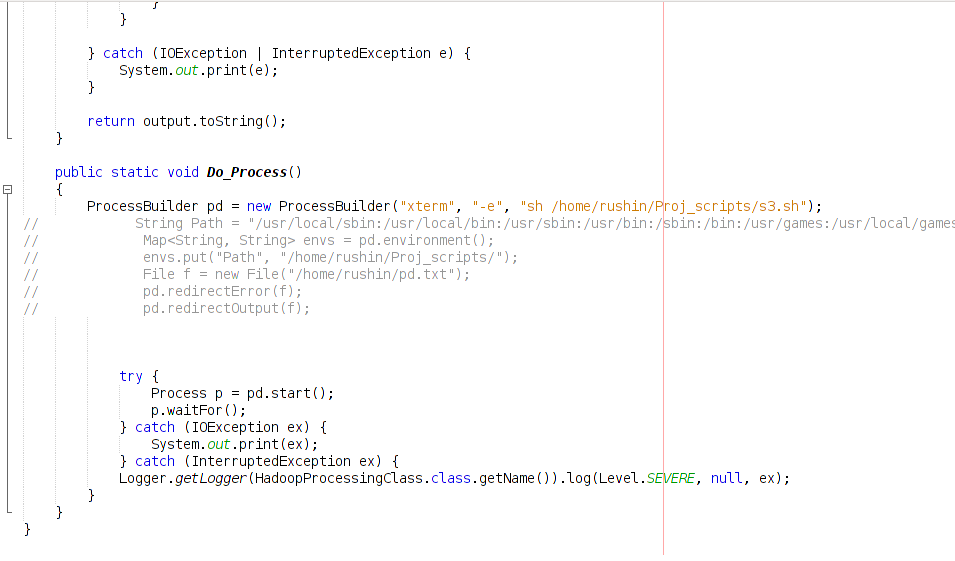 }
}
} catch (IOException | InterruptedException e) {
System.out.print(e);
}
return output.toString();
}
public static void Do_Process()
{
ProcessBuilder pd = new ProcessBuilder("xterm", "-e", "sh /home/rushin/Proj_scripts/s3.sh");
// String Path = "/usr/local/sbin:/usr/local/bin:/usr/sbin:/usr/bin:/sbin:/bin:/usr/games:/usr/local/games
// Map<String, String> envs = pd.environment();
// envs.put("Path", "/home/rushin/Proj_scripts/");
// File f = new File("/home/rushin/pd.txt");
// pd.redirectError(f);
// pd.redirectOutput(f);
try {
Process p = pd.start();
p.waitFor();
} catch (IOException ex) {
System.out.print(ex);
} catch (InterruptedException ex) {
Logger.getLogger(HadoopProcessingClass.class.getName()).log(Level.SEVERE, null, ex);
}
}
}